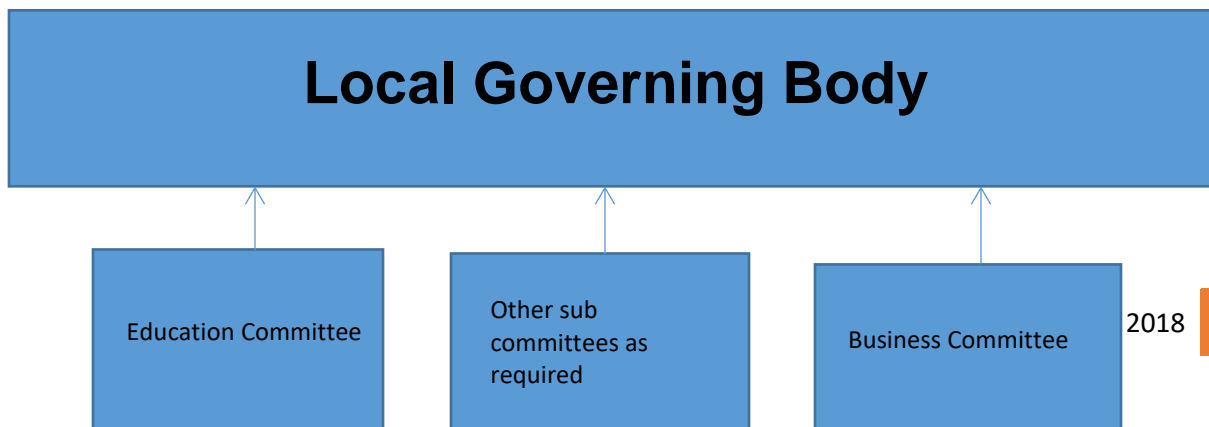 Local Governing Body
Education Committee
Other sub
committees as
required
Business Committee
2018